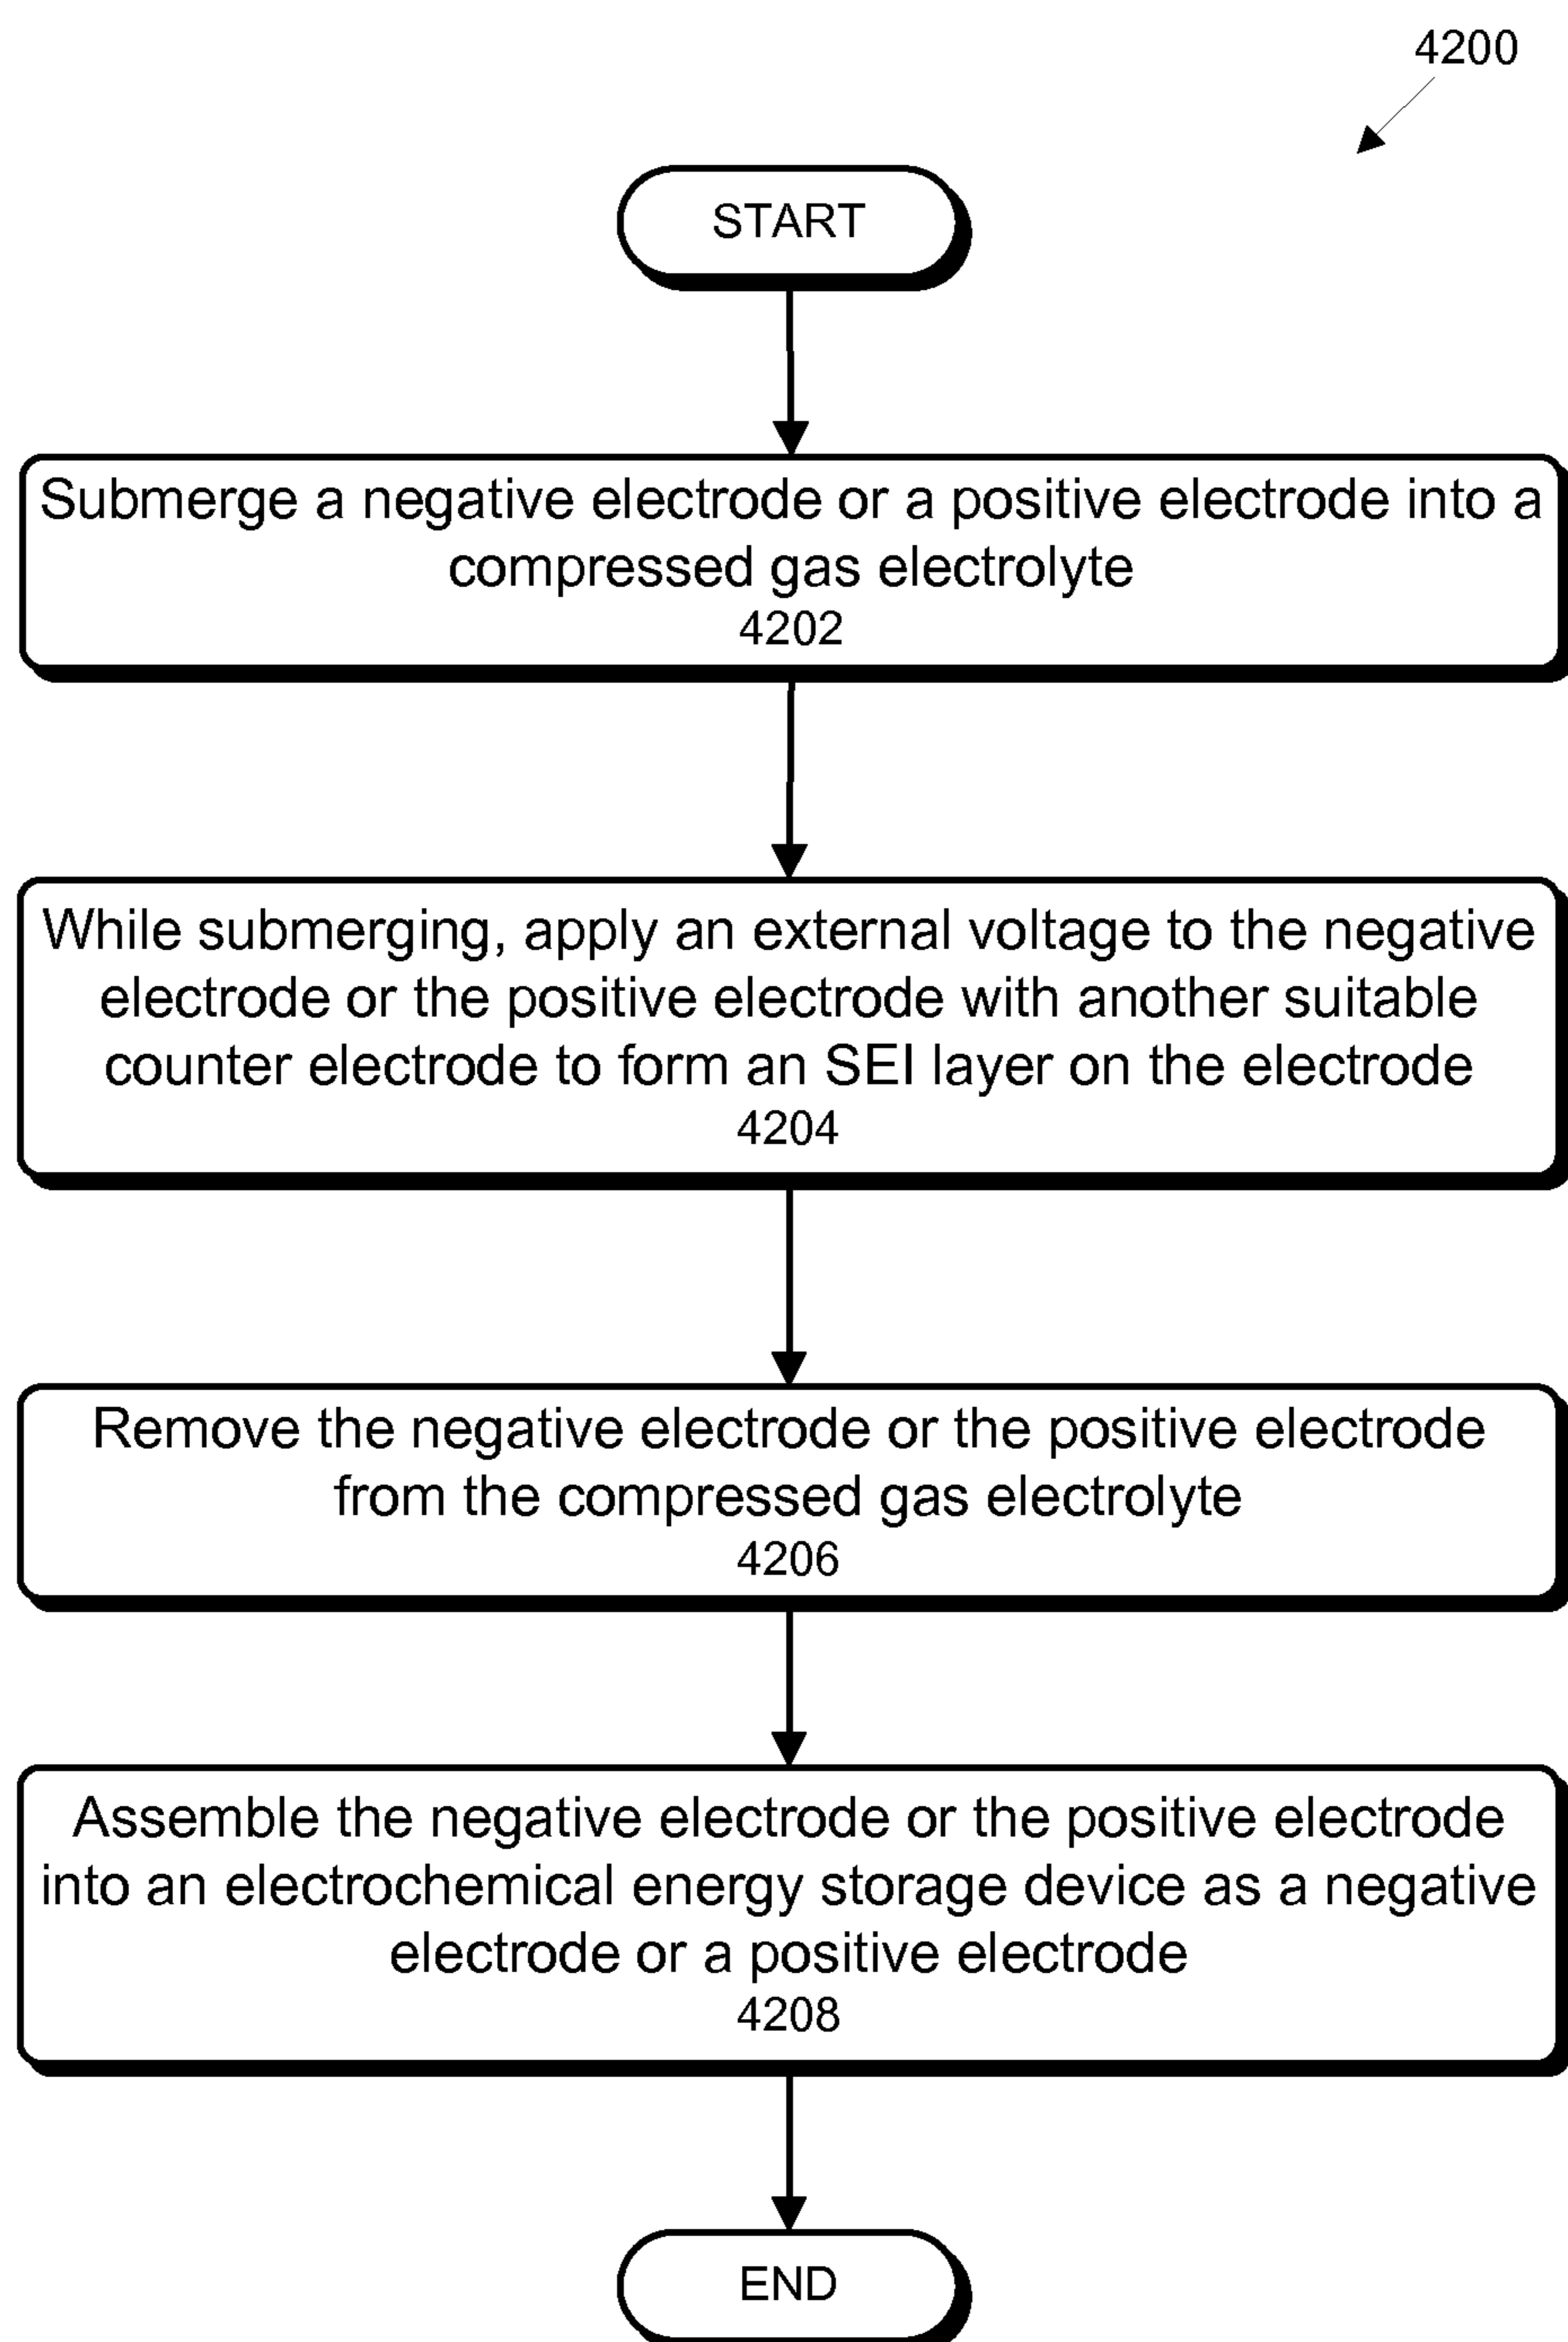 4200
START
Submerge a negative electrode or a positive electrode into a
compressed gas electrolyte
4202
While submerging, apply an external voltage to the negative
electrode or the positive electrode with another suitable
counter electrode to form an SEI layer on the electrode
4204
Remove the negative electrode or the positive electrode
from the compressed gas electrolyte
4206
Assemble the negative electrode or the positive electrode
into an electrochemical energy storage device as a negative
electrode or a positive electrode
4208
END